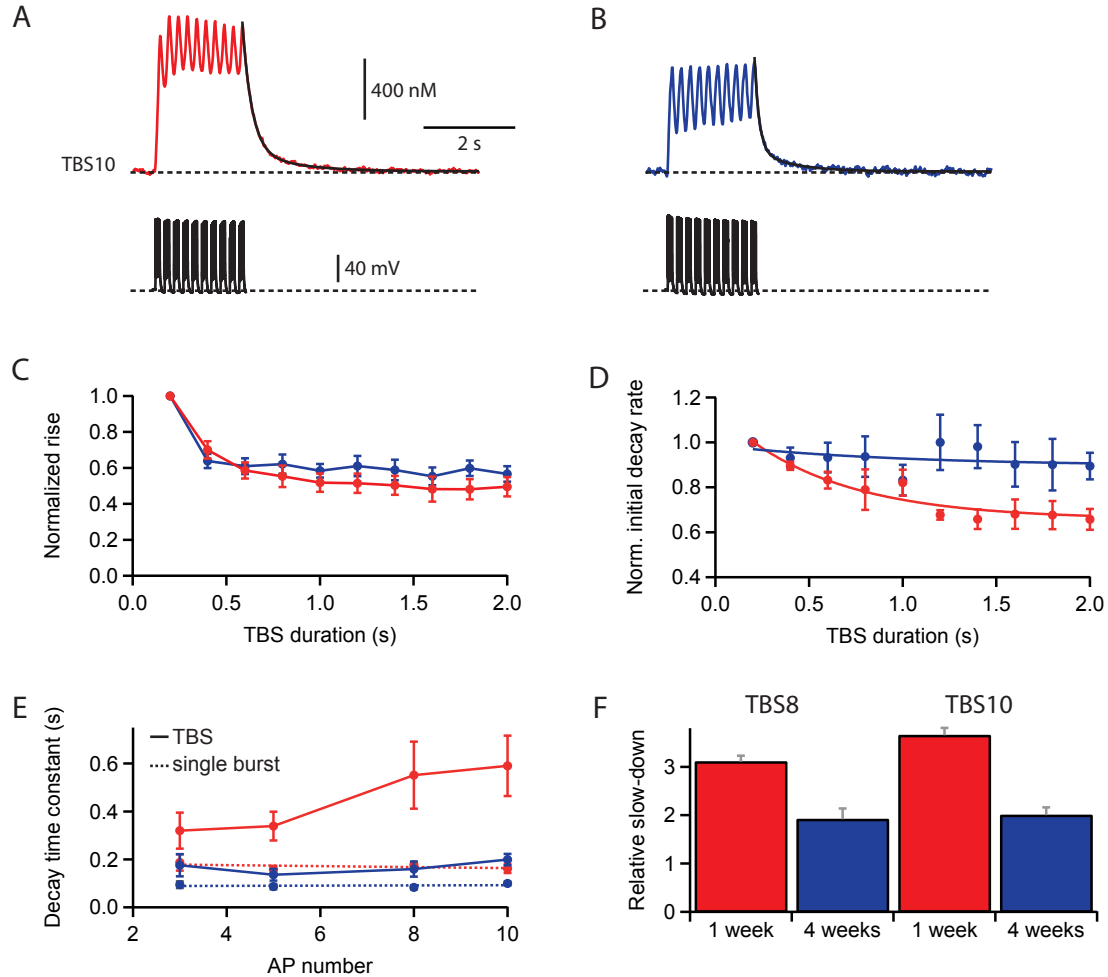 A
B
400 nM
2 s
TBS10
40 mV
C
D
Normalized rise
1.0
0.8
0.6
0.4
0.2
0.0
0.0
0.5
1.0
1.5
2.0
TBS duration (s)
Norm. initial decay rate
1.2
1.0
0.8
0.6
0.4
0.0
0.5
1.0
1.5
2.0
TBS duration (s)
E
F
Decay time constant (s)
TBS
single burst
0.6
0.4
0.2
0.0
2
4
6
8
10
AP number
TBS8
TBS10
Relative slow-down
3
2
1
0
1 week
4 weeks
1 week
4 weeks